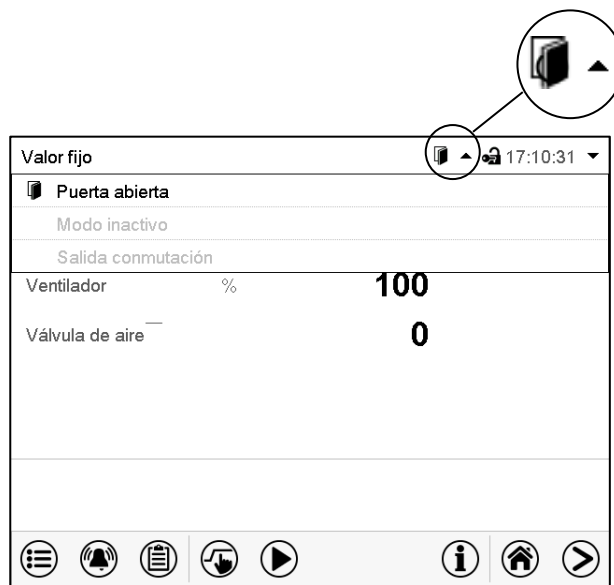 Valor fijo 17:10:31
Puerta abierta
Modo inactivo
Salida conmutación
Ventilador % 100
Válvula de aire 0